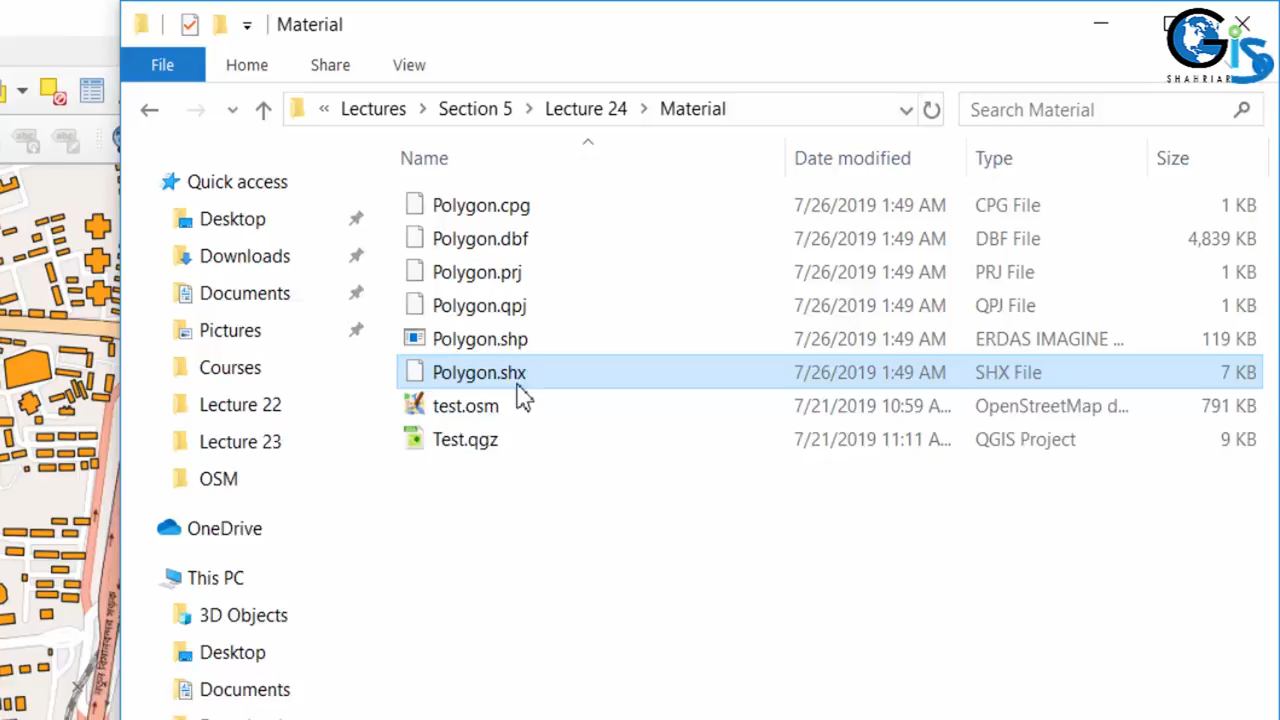 Material
GIS
SHAHRIAR
File Home Share View
« Lectures > Section 5 > Lecture 24 > Material
Search Material
Name Date modified Type Size
Quick access
Desktop
Downloads
Documents
Pictures
Courses
Lecture 22
Lecture 23
OSM
OneDrive
This PC
3D Objects
Desktop
Documents
Polygon.cpg 7/26/2019 1:49 AM CPG File 1 KB
Polygon.dbf 7/26/2019 1:49 AM DBF File 4,839 KB
Polygon.prj 7/26/2019 1:49 AM PRJ File 1 KB
Polygon.qpj 7/26/2019 1:49 AM QPJ File 1 KB
Polygon.shp 7/26/2019 1:49 AM ERDAS IMAGINE ... 119 KB
Polygon.shx 7/26/2019 1:49 AM SHX File 7 KB
test.osm 7/21/2019 10:59 A... OpenStreetMap d... 791 KB
Test.qgz 7/21/2019 11:11 A... QGIS Project 9 KB